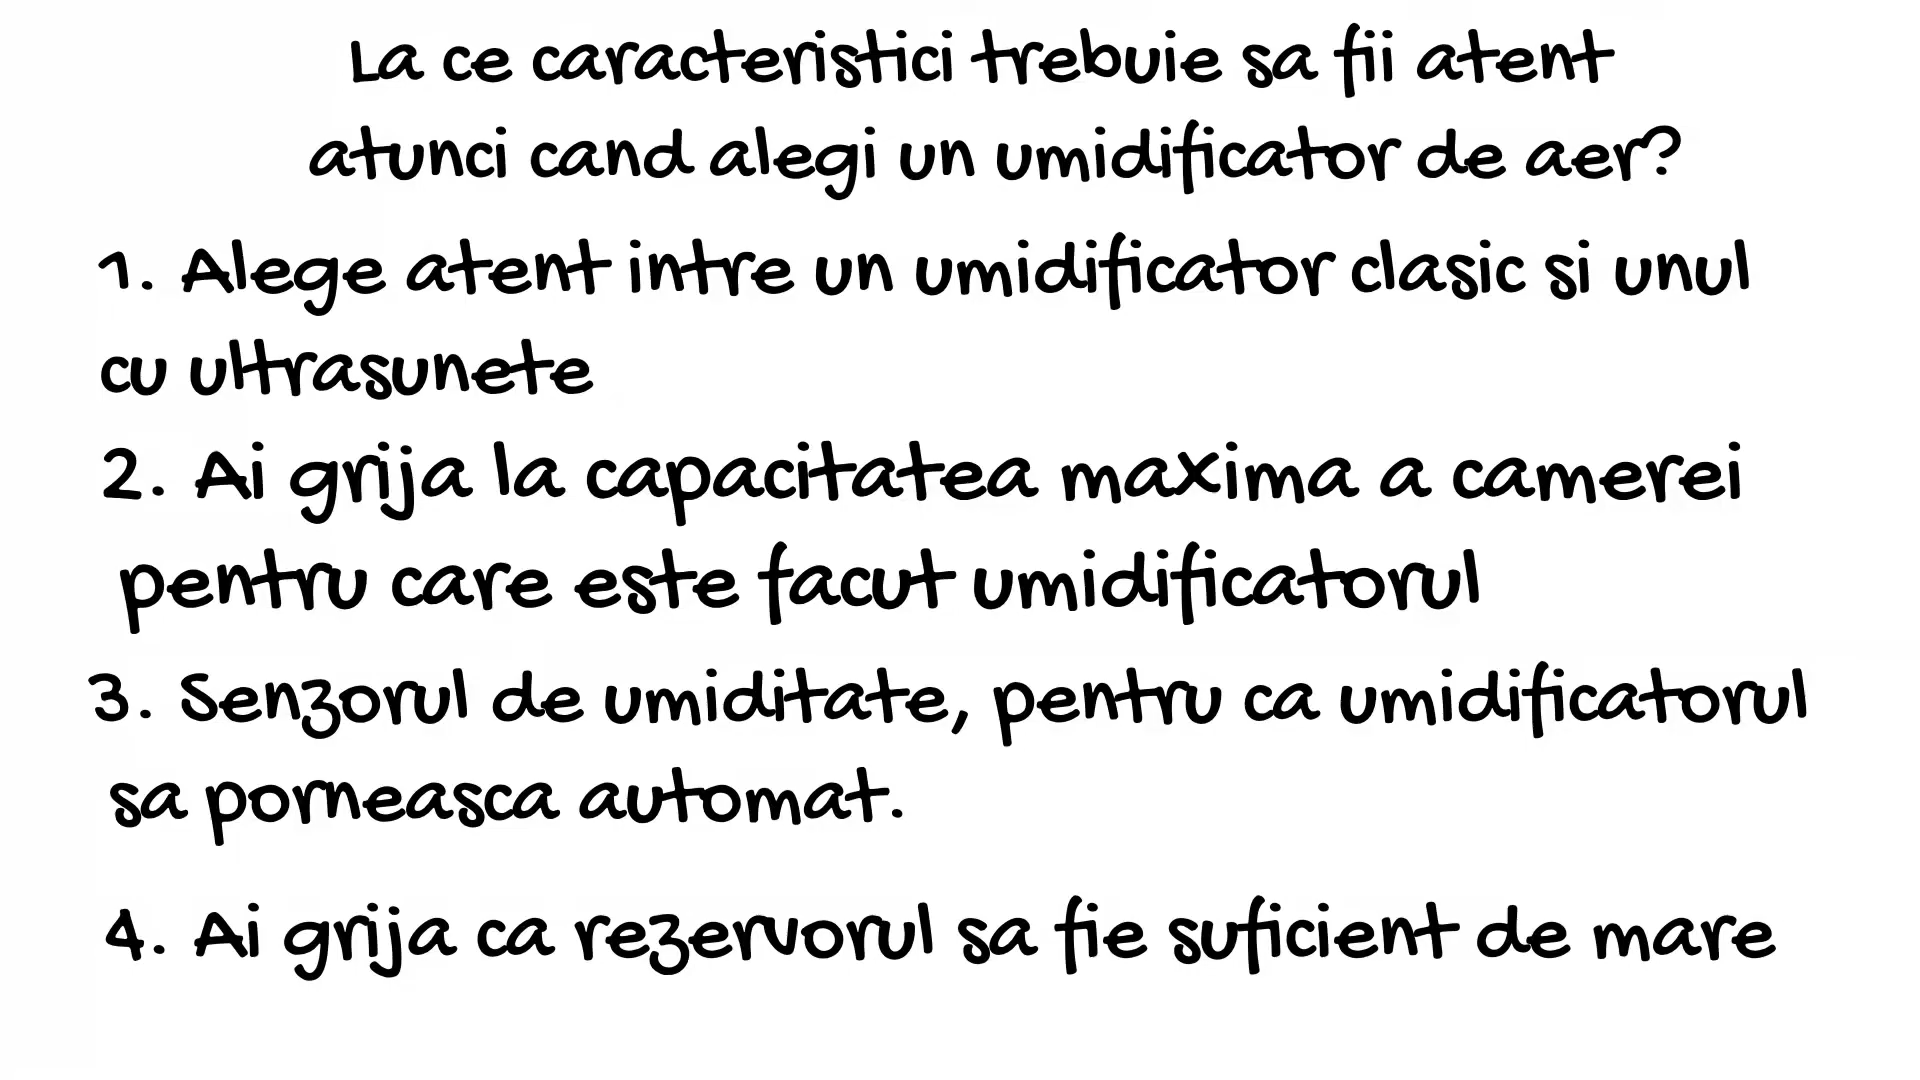 La ce caracteristici trebuie sa fii atent
atunci cand alegi un umidificator de aer?
1. Alege atent intre un umidificator clasic si unul
cu ultrasunete
2. Ai grija la capacitatea maxima a camerei
pentru care este facut umidificatorul
3. Senzorul de umiditate, pentru ca umidificatorul
sa porneasca automat.
4. Ai grija ca rezervorul sa fie suficient de mare